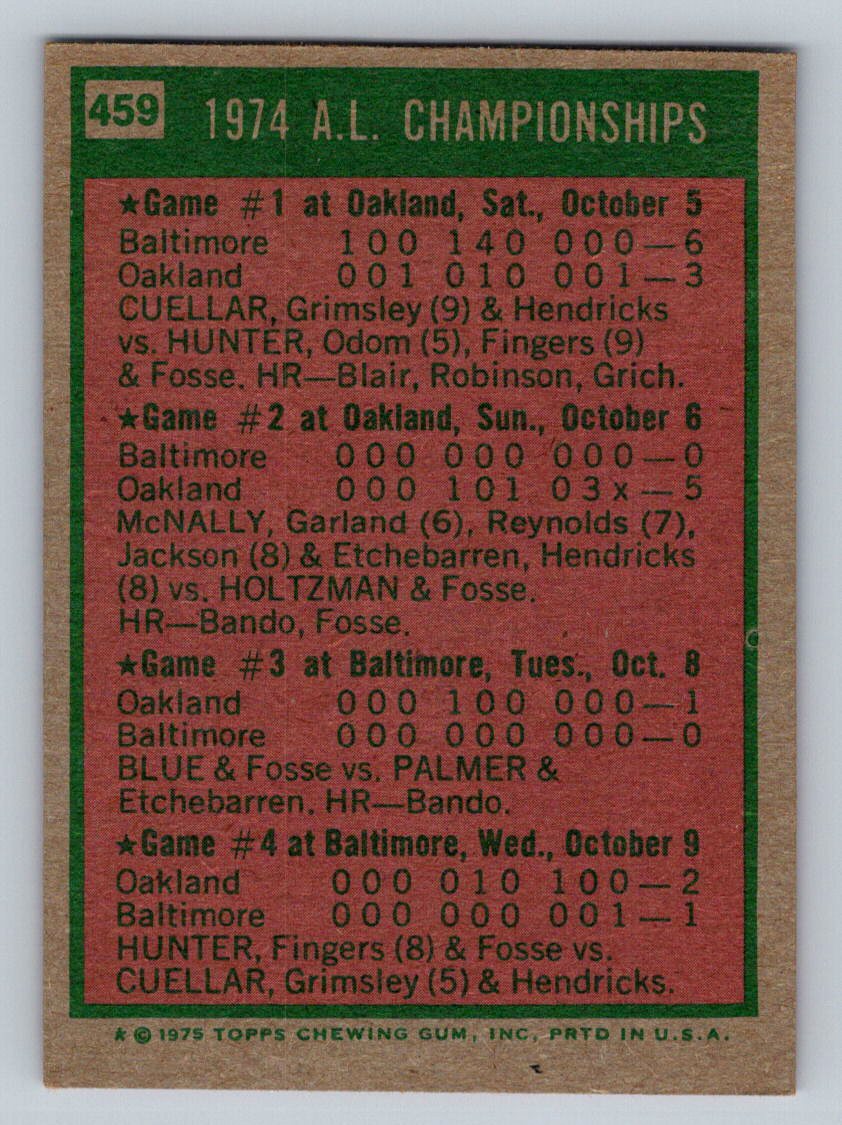 459
1974 A.L. CHAMPIONSHIPS
★Game #1 at Oakland, Sat., October 5
Baltimore 100 140 000—6
Oakland 001 010 001—3
CUELLAR, Grimsley (9) & Hendricks
vs. HUNTER, Odom (5), Fingers (9)
& Fosse. HR—Blair, Robinson, Grich.
★Game #2 at Oakland, Sun., October 6
Baltimore 000 000 000—0
Oakland 000 101 03x—5
McNALLY, Garland (6), Reynolds (7),
Jackson (8) & Etchebarren, Hendricks
(8) vs. HOLTZMAN & Fosse.
HR—Bando, Fosse.
★Game #3 at Baltimore, Tues., Oct. 8
Oakland 000 100 000—1
Baltimore 000 000 000—0
BLUE & Fosse vs. PALMER &
Etchebarren. HR—Bando.
★Game #4 at Baltimore, Wed., October 9
Oakland 000 010 100—2
Baltimore 000 000 001—1
HUNTER, Fingers (8) & Fosse vs.
CUELLAR, Grimsley (5) & Hendricks.
★ © 1975 TOPPS CHEWING GUM, INC, PRTD IN U.S.A.